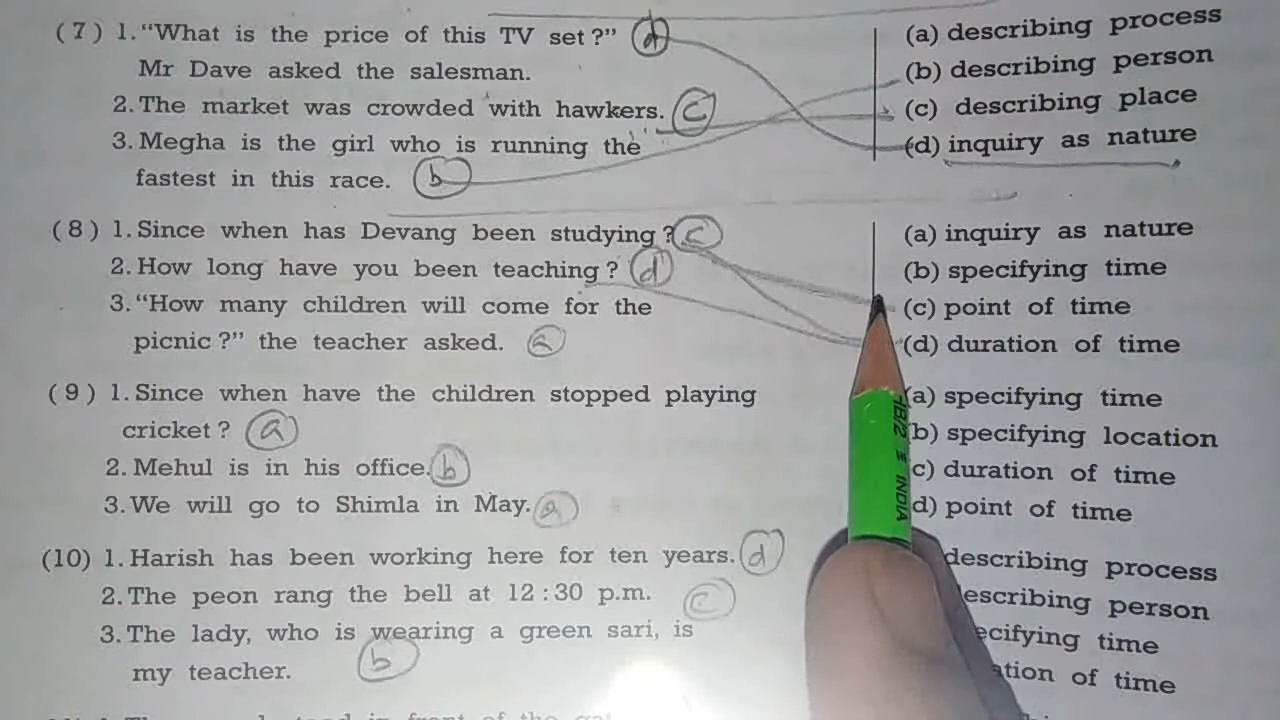 (7) 1. “What is the price of this TV set ?” d (a) describing process
Mr Dave asked the salesman. (b) describing person
2. The market was crowded with hawkers. c (c) describing place
3. Megha is the girl who is running the (d) inquiry as nature
fastest in this race. b
(8) 1. Since when has Devang been studying ? c (a) inquiry as nature
2. How long have you been teaching ? d (b) specifying time
3. “How many children will come for the (c) point of time
picnic ?” the teacher asked. a (d) duration of time
(9) 1. Since when have the children stopped playing (a) specifying time
cricket ? a b) specifying location
2. Mehul is in his office. b c) duration of time
3. We will go to Shimla in May. a d) point of time
(10) 1. Harish has been working here for ten years. d describing process
2. The peon rang the bell at 12 : 30 p.m. c escribing person
3. The lady, who is wearing a green sari, is ecifying time
my teacher. b ation of time
7B/2 INDIA